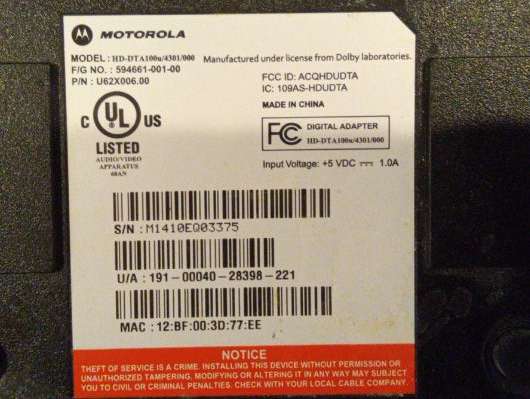 MOTOROLA
MODEL: HD-DTA100u/4301/000
F/G NO. : 594661-001-00
P/N : U62X006.00
Manufactured under license from Dolby laboratories.
FCC ID: ACQHDUDTA
IC: 109AS-HDUDTA
MADE IN CHINA
C UL US
LISTED
AUDIO/VIDEO
APPARATUS
60AN
FC DIGITAL ADAPTER
HD-DTA100u/4301/000
Input Voltage: +5 VDC ⎓ 1.0A
S/N : M1410EQ03375
U/A : 191-00040-28398-221
MAC : 12:BF:00:3D:77:EE
NOTICE
THEFT OF SERVICE IS A CRIME. INSTALLING THIS DEVICE WITHOUT PERMISSION OR
UNAUTHORIZED TAMPERING, MODIFYING OR ALTERING IT IN ANY WAY MAY SUBJECT
YOU TO CIVIL OR CRIMINAL PENALTIES. CHECK WITH YOUR LOCAL CABLE COMPANY.